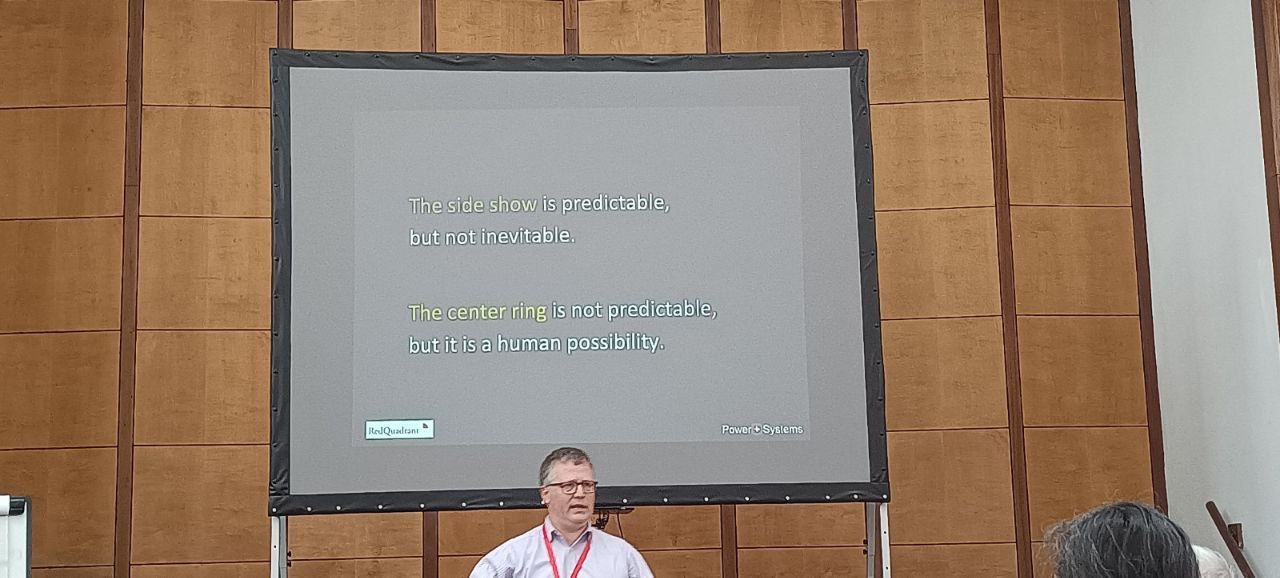 The side show is predictable,
but not inevitable.
The center ring is not predictable,
but it is a human possibility.
RedQuadrant
Power+Systems